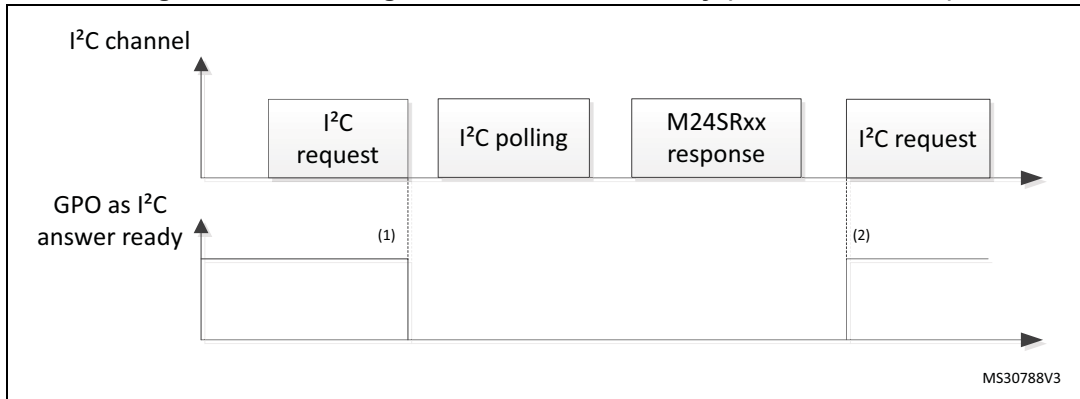 I²C channel
I²C
request
I²C polling
M24SRxx
response
I²C request
GPO as I²C
answer ready
(1)
(2)
MS30788V3